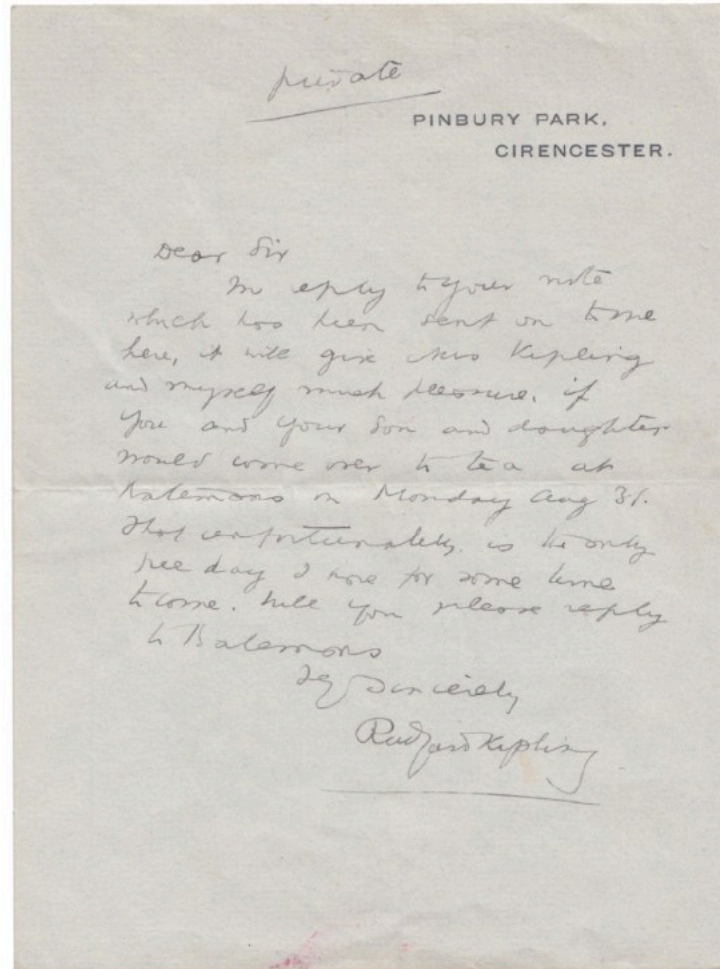 private
PINBURY PARK,
CIRENCESTER.
Dear Sir
In reply to your note
which has been sent on to me
here, it will give Mrs Kipling
and myself much pleasure, if
you and your son and daughter
would come over to tea at
Batemans on Monday Aug 31.
That unfortunately is the only
free day I have for some time
to come. Will you please reply
to Batemans
Sincerely
Rudyard Kipling